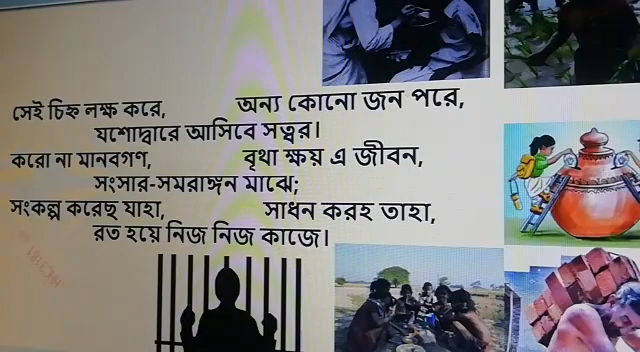 সেই চিহ্ন লক্ষ করে, অন্য কোনো জন পরে,
যশোদ্বারে আসিবে সত্বর।
করো না মানবগণ, বৃথা ক্ষয় এ জীবন,
সংসার-সমরাঙ্গন মাঝে;
সংকল্প করেছ যাহা, সাধন করহ তাহা,
রত হয়ে নিজ নিজ কাজে।